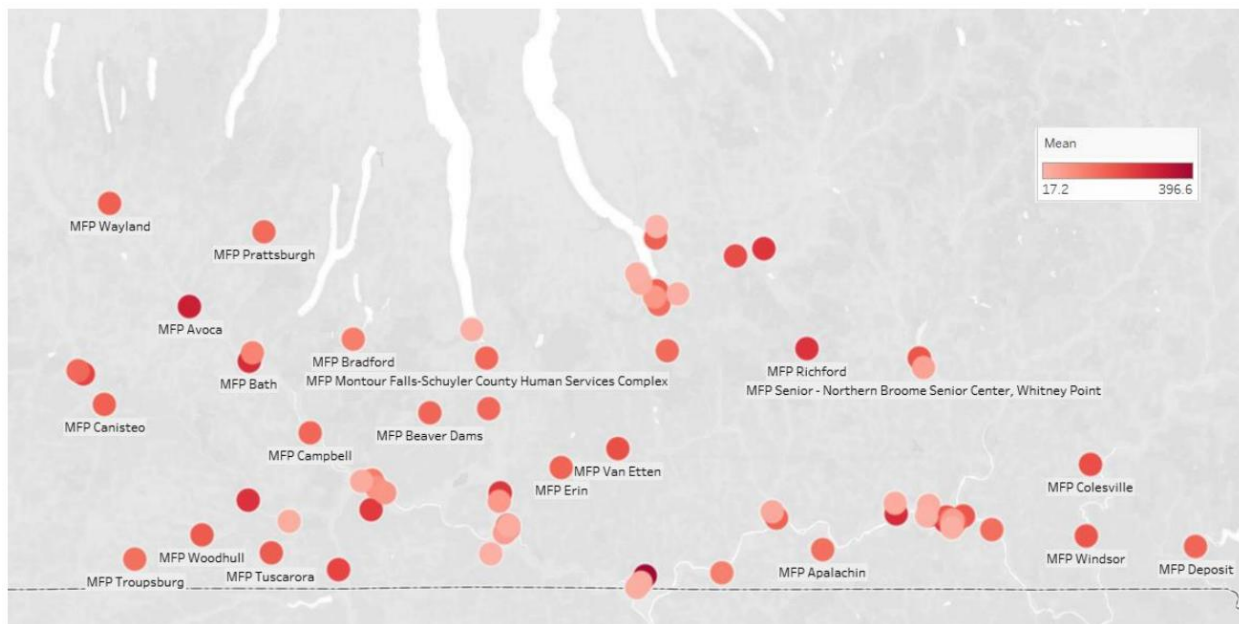 Mean
17.2 396.6
MFP Wayland
MFP Prattsburgh
MFP Avoca
MFP Bradford
MFP Bath
MFP Montour Falls-Schuyler County Human Services Complex
MFP Richford
MFP Senior - Northern Broome Senior Center, Whitney Point
MFP Canisteo
MFP Beaver Dams
MFP Campbell
MFP Van Etten
MFP Erin
MFP Colesville
MFP Woodhull
MFP Windsor
MFP Troupsburg
MFP Tuscarora
MFP Apalachin
MFP Deposit